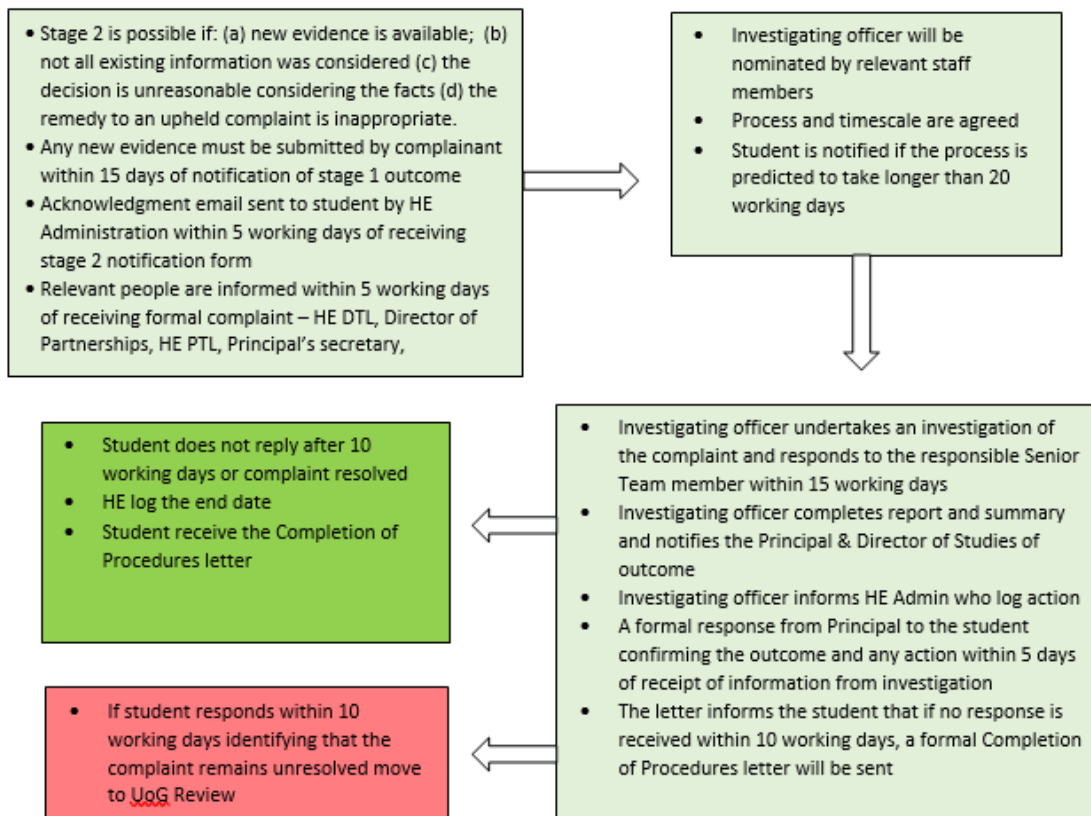 • Stage 2 is possible if: (a) new evidence is available; (b)
not all existing information was considered (c) the
decision is unreasonable considering the facts (d) the
remedy to an upheld complaint is inappropriate.
• Any new evidence must be submitted by complainant
within 15 days of notification of stage 1 outcome
• Acknowledgment email sent to student by HE
Administration within 5 working days of receiving
stage 2 notification form
• Relevant people are informed within 5 working days
of receiving formal complaint – HE DTL, Director of
Partnerships, HE PTL, Principal's secretary,
• Investigating officer will be
nominated by relevant staff
members
• Process and timescale are agreed
• Student is notified if the process is
predicted to take longer than 20
working days
• Investigating officer undertakes an investigation of
the complaint and responds to the responsible Senior
Team member within 15 working days
• Investigating officer completes report and summary
and notifies the Principal & Director of Studies of
outcome
• Investigating officer informs HE Admin who log action
• A formal response from Principal to the student
confirming the outcome and any action within 5 days
of receipt of information from investigation
• The letter informs the student that if no response is
received within 10 working days, a formal Completion
of Procedures letter will be sent
• Student does not reply after 10
working days or complaint resolved
• HE log the end date
• Student receive the Completion of
Procedures letter
• If student responds within 10
working days identifying that the
complaint remains unresolved move
to UoG Review